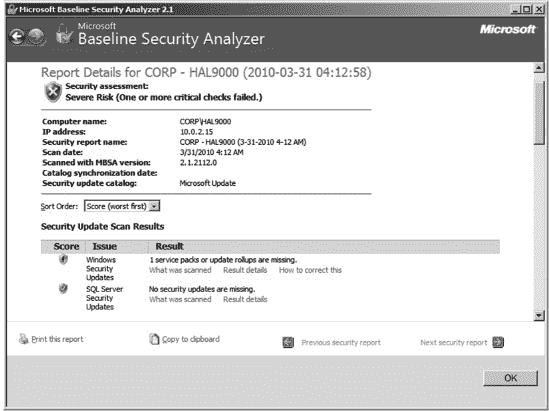 Microsoft Baseline Security Analyzer 2.1
Microsoft
Baseline Security Analyzer
Microsoft
Report Details for CORP - HAL9000 (2010-03-31 04:12:58)
Security assessment:
Severe Risk (One or more critical checks failed.)
Computer name: CORP\HAL9000
IP address: 10.0.2.15
Security report name: CORP - HAL9000 (3-31-2010 4-12 AM)
Scan date: 3/31/2010 4:12 AM
Scanned with MBSA version: 2.1.2112.0
Catalog synchronization date:
Security update catalog: Microsoft Update
Sort Order: Score (worst first)
Security Update Scan Results
Score Issue Result
Windows Security Updates 1 service packs or update rollups are missing.
What was scanned Result details How to correct this
SQL Server Security Updates No security updates are missing.
What was scanned Result details
Print this report Copy to clipboard Previous security report Next security report
OK